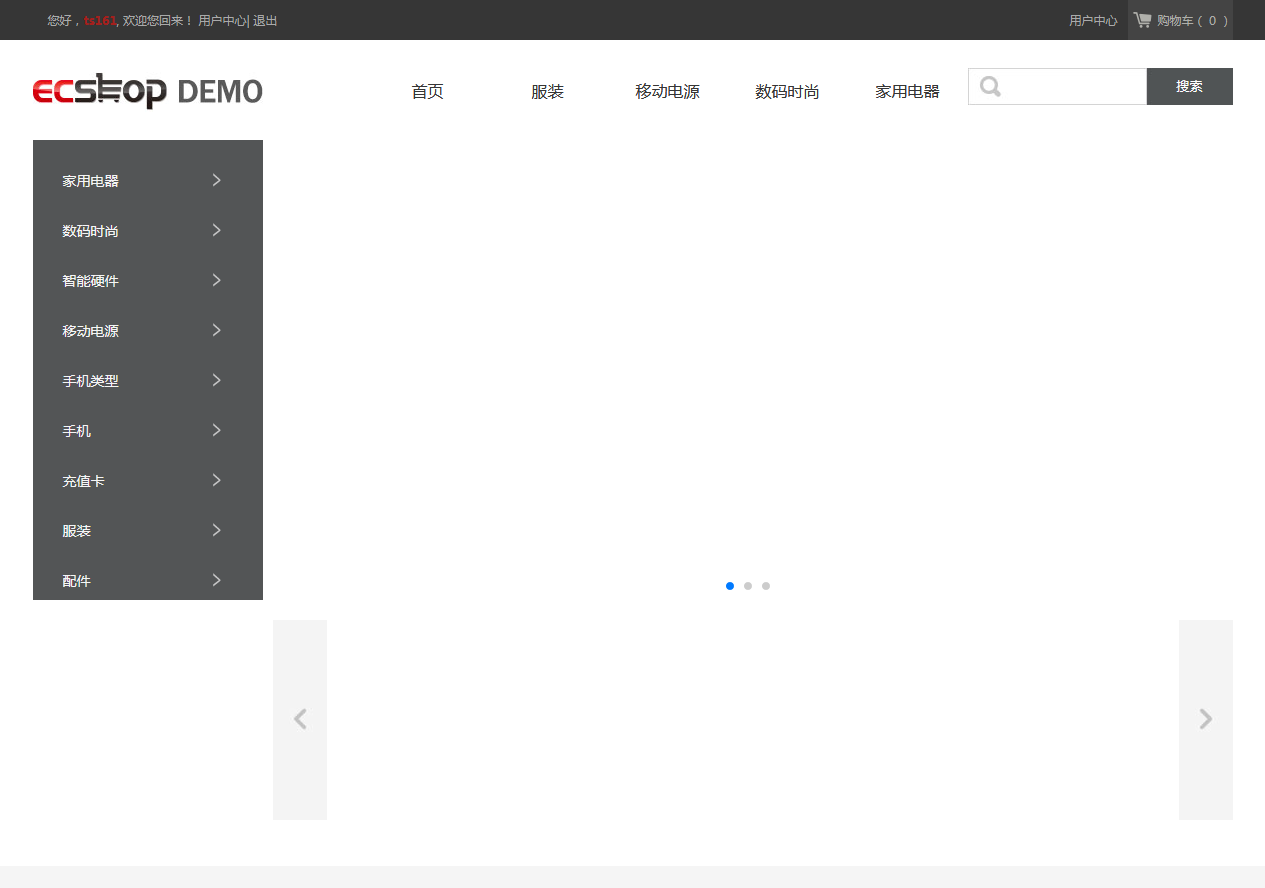 您好，ts161, 欢迎您回来！ 用户中心| 退出
用户中心 购物车（ 0 ）
ECSHOP DEMO
首页 服装 移动电源 数码时尚 家用电器 搜索
家用电器
数码时尚
智能硬件
移动电源
手机类型
手机
充值卡
服装
配件